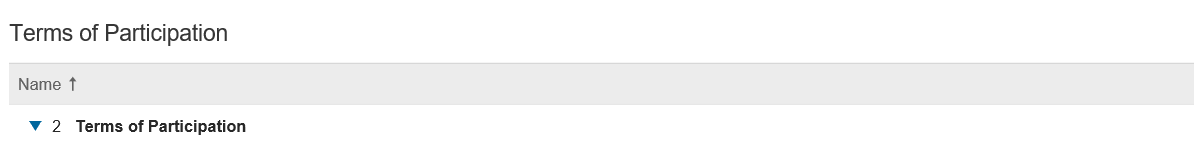 Terms of Participation
Name ↑
2 Terms of Participation